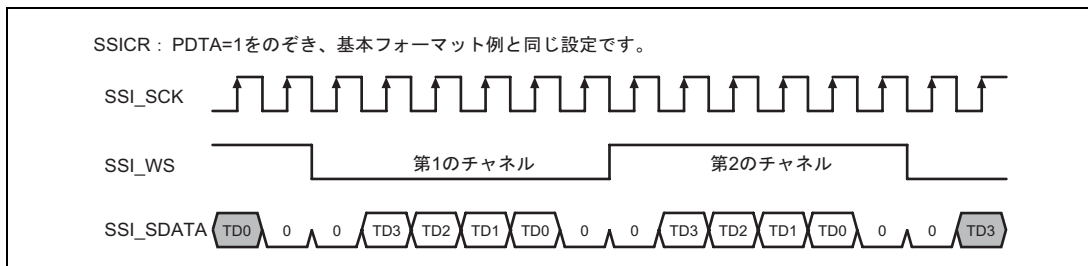 SSICR : PDTA=1をのぞき、基本フォーマット例と同じ設定です。
SSI_SCK
SSI_WS 第1のチャネル 第2のチャネル
SSI_SDATA TD0 0 0 TD3 TD2 TD1 TD0 0 0 TD3 TD2 TD1 TD0 0 0 TD3